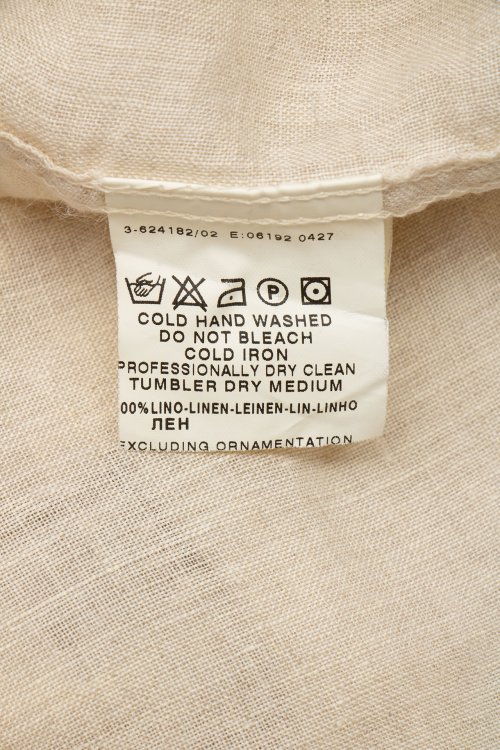 3-624182/02 E:06192 0427
COLD HAND WASHED
DO NOT BLEACH
COLD IRON
PROFESSIONALLY DRY CLEAN
TUMBLER DRY MEDIUM
00%LINO-LINEN-LEINEN-LIN-LINHO
ЛЕН
EXCLUDING ORNAMENTATION